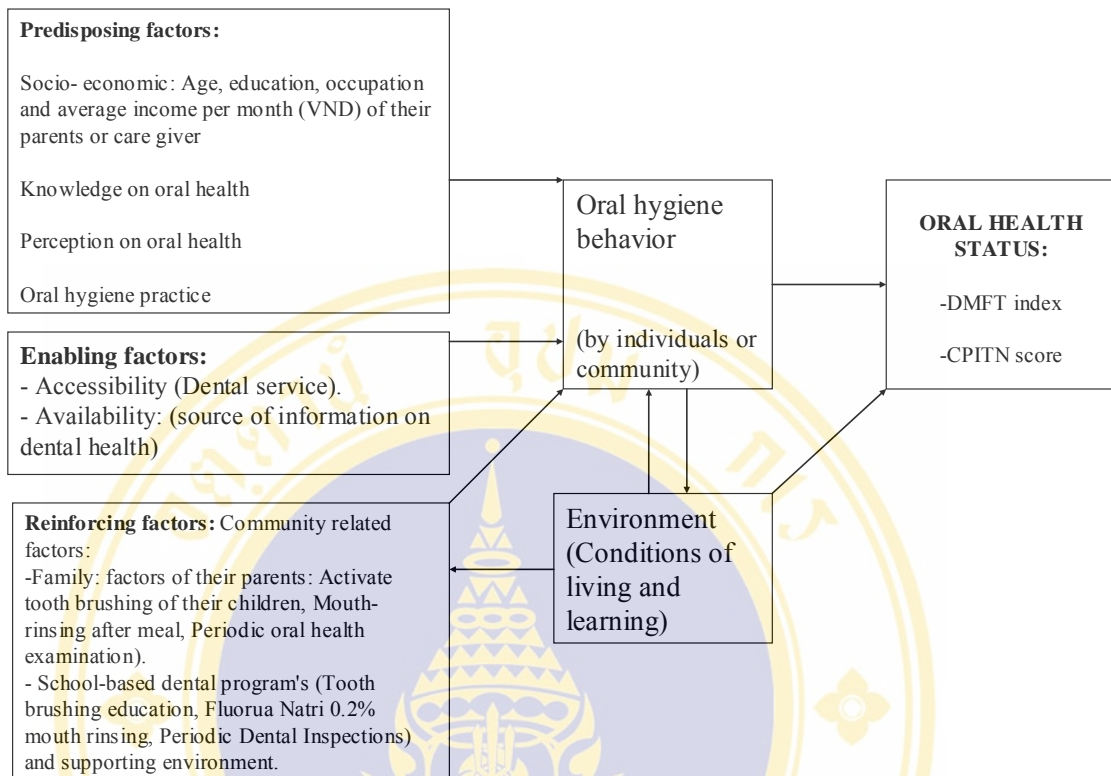 Predisposing factors:
Socio- economic: Age, education, occupation
and average income per month (VND) of their
parents or care giver
Knowledge on oral health
Perception on oral health
Oral hygiene practice
Enabling factors:
- Accessibility (Dental service).
- Availability: (source of information on
dental health)
Reinforcing factors: Community related
factors:
-Family: factors of their parents: Activate
tooth brushing of their children, Mouth-
rinsing after meal, Periodic oral health
examination).
- School-based dental program's (Tooth
brushing education, Fluorua Natri 0.2%
mouth rinsing, Periodic Dental Inspections)
and supporting environment.
Oral hygiene
behavior
(by individuals or
community)
Environment
(Conditions of
living and
learning)
ORAL HEALTH
STATUS:
-DMFT index
-CPITN score